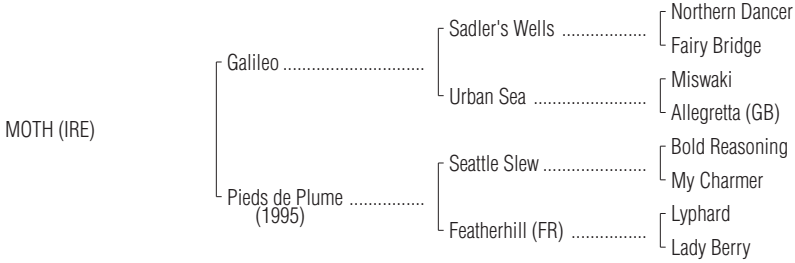 Northern Dancer
Sadler's Wells ..................
Fairy Bridge
Galileo .............................
Miswaki
Urban Sea .......................
Allegretta (GB)
MOTH (IRE)
Bold Reasoning
Seattle Slew .....................
My Charmer
Pieds de Plume ................
(1995)
Lyphard
Featherhill (FR) ................
Lady Berry